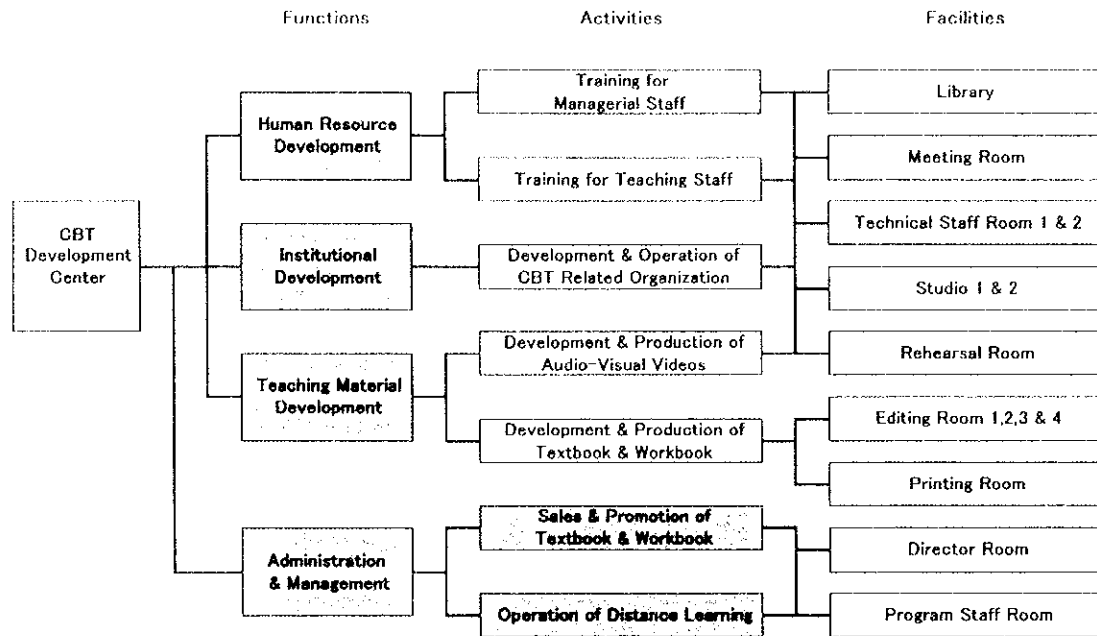 Functions
Activities
Facilities
CBT
Development
Center
Human Resource
Development
Institutional
Development
Teaching Material
Development
Administration
& Management
Training for
Managerial Staff
Training for Teaching Staff
Development & Operation of
CBT Related Organization
Development & Production of
Audio-Visual Videos
Development & Production of
Textbook & Workbook
Sales & Promotion of
Textbook & Workbook
Operation of Distance Learning
Library
Meeting Room
Technical Staff Room 1 & 2
Studio 1 & 2
Rehearsal Room
Editing Room 1,2,3 & 4
Printing Room
Director Room
Program Staff Room